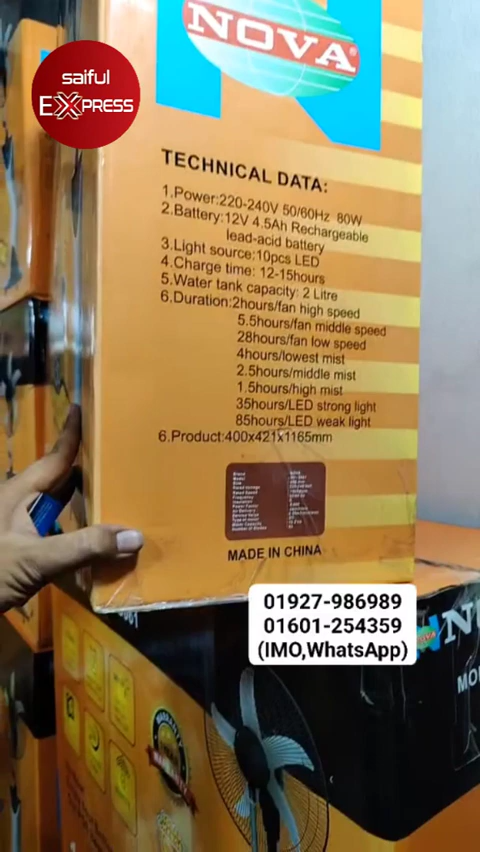 NOVA
saiful
EXPRESS
TECHNICAL DATA:
1.Power:220-240V 50/60Hz 80W
2.Battery:12V 4.5Ah Rechargeable
lead-acid battery
3.Light source:10pcs LED
4.Charge time: 12-15hours
5.Water tank capacity: 2 Litre
6.Duration:2hours/fan high speed
5.5hours/fan middle speed
28hours/fan low speed
4hours/lowest mist
2.5hours/middle mist
1.5hours/high mist
35hours/LED strong light
85hours/LED weak light
6.Product:400x421x1165mm
MADE IN CHINA
01927-986989
01601-254359
(IMO,WhatsApp)
NOVA